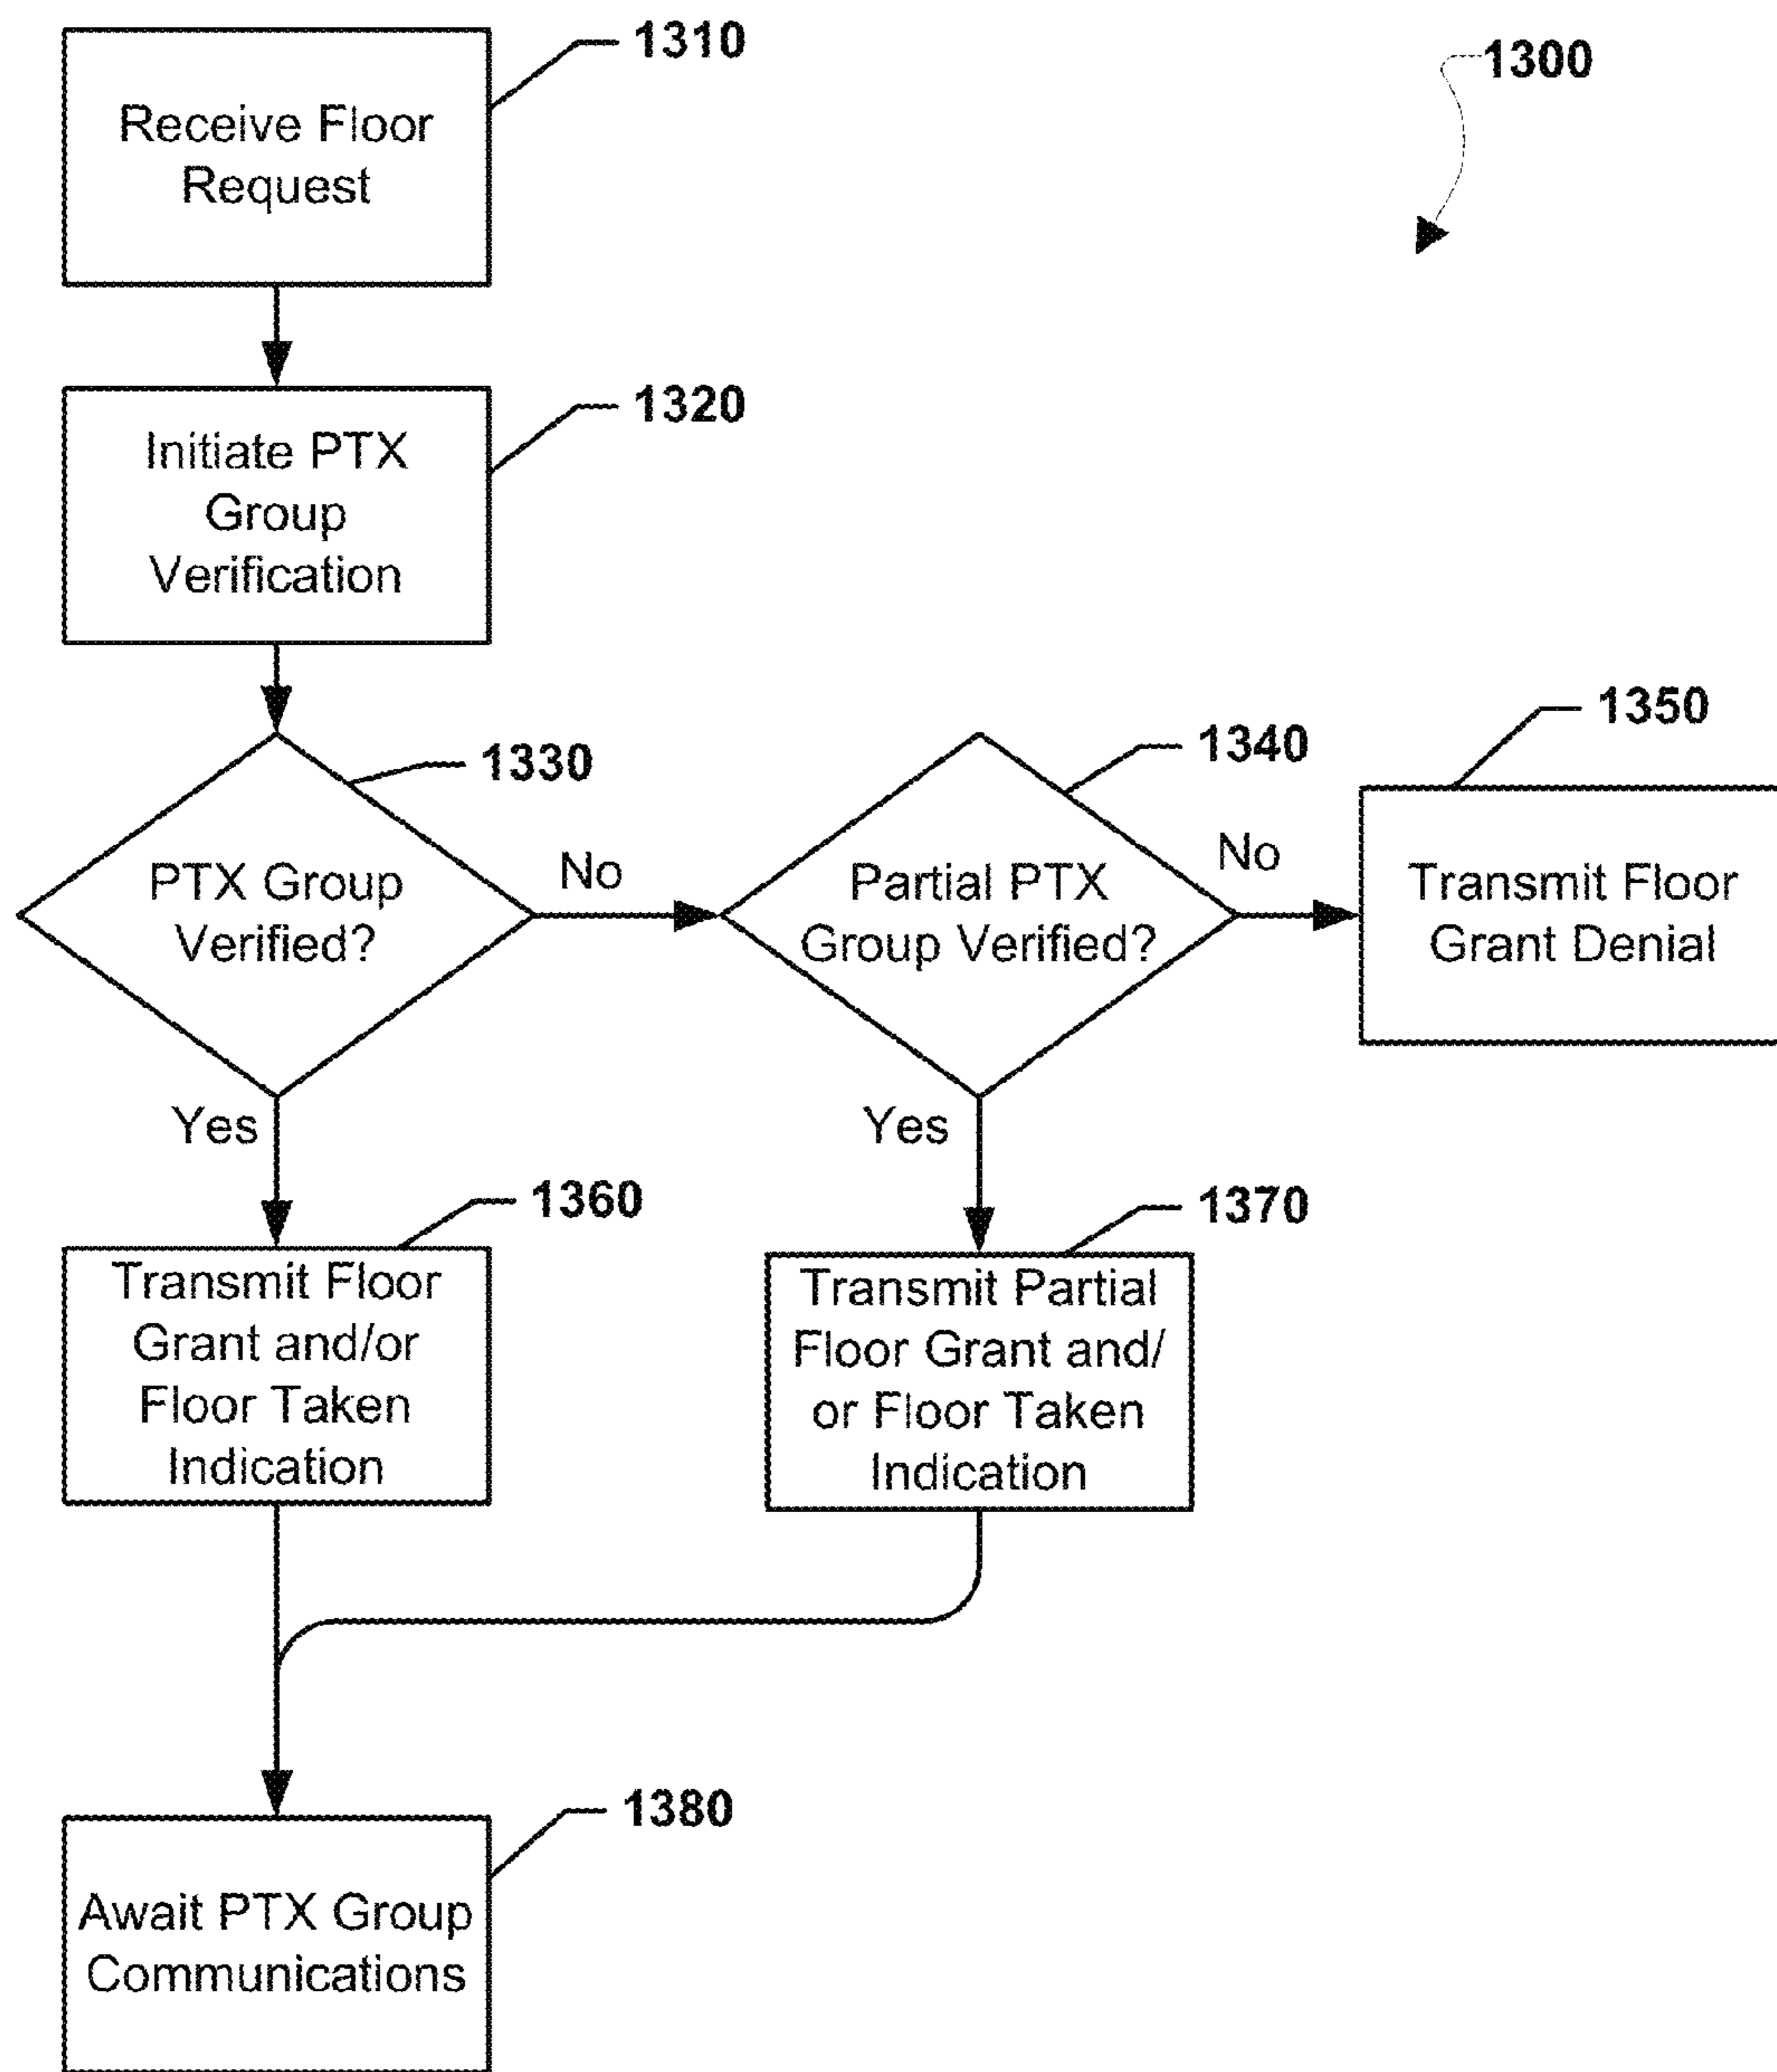 1310
1300
Receive Floor
Request
1320
Initiate PTX
Group
Verification
1330
PTX Group
Verified?
No
1340
Partial PTX
Group Verified?
No
1350
Transmit Floor
Grant Denial
Yes
Yes
1360
Transmit Floor
Grant and/or
Floor Taken
Indication
1370
Transmit Partial
Floor Grant and/
or Floor Taken
Indication
1380
Await PTX Group
Communications